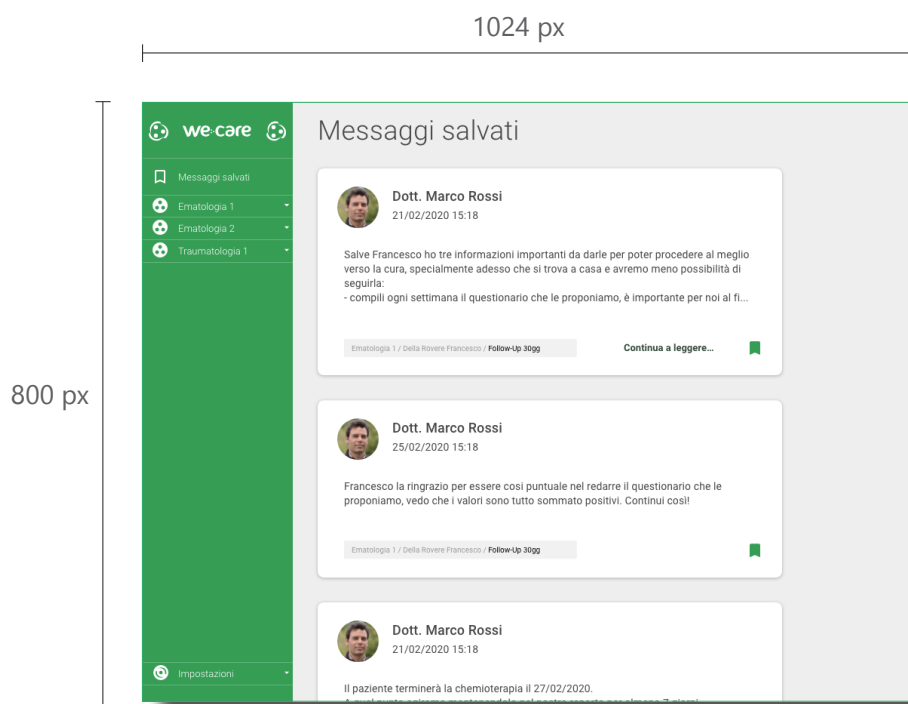 1024 px
800 px
we care
Messaggi salvati
Ematologia 1
Ematologia 2
Traumatologia 1
Impostazioni
Messaggi salvati
Dott. Marco Rossi
21/02/2020 15:18
Salve Francesco ho tre informazioni importanti da darle per poter procedere al meglio
verso la cura, specialmente adesso che si trova a casa e avremo meno possibilità di
seguirla:
- compili ogni settimana il questionario che le proponiamo, è importante per noi al fi...
Ematologia 1 / Della Rovere Francesco / Follow-Up 30gg
Continua a leggere...
Dott. Marco Rossi
25/02/2020 15:18
Francesco la ringrazio per essere cosi puntuale nel redarre il questionario che le
proponiamo, vedo che i valori sono tutto sommato positivi. Continui così!
Ematologia 1 / Della Rovere Francesco / Follow-Up 30gg
Dott. Marco Rossi
21/02/2020 15:18
Il paziente terminerà la chemioterapia il 27/02/2020.